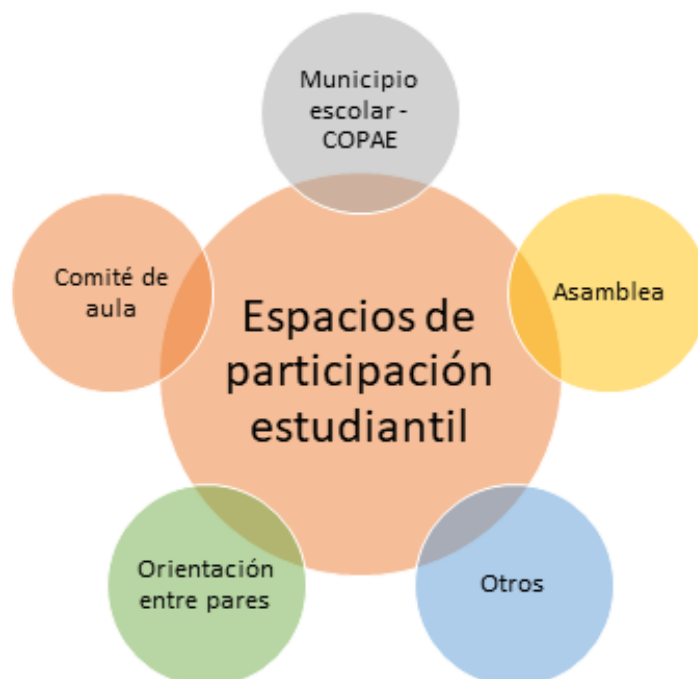 Municipio
escolar -
COPAE
Comité de
aula
Asamblea
Espacios de
participación
estudiantil
Orientación
entre pares
Otros